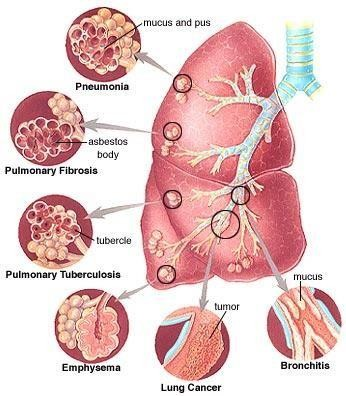 mucus and pus
Pneumonia
asbestos
body
Pulmonary Fibrosis
tubercle
Pulmonary Tuberculosis
Emphysema
tumor
Lung Cancer
mucus
Bronchitis